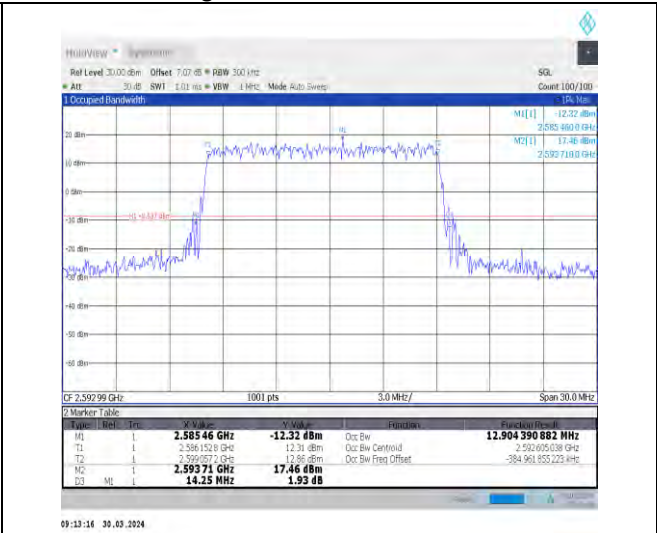 MultiView Spectrum
Ref Level 30.00 dBm Offset 7.07 dB RBW 300 kHz SGL
Att 30 dB SWT 1.01 ms VBW 1 MHz Mode Auto Sweep Count 100/100
1 Occupied Bandwidth 1Pk Max
M1[1] -12.32 dBm
2.585 460 0 GHz
M2[1] 17.46 dBm
2.593 710 0 GHz
20 dBm
10 dBm
0 dBm
-10 dBm
-20 dBm
-30 dBm
-40 dBm
-50 dBm
-60 dBm
CF 2.592 99 GHz 1001 pts 3.0 MHz/ Span 30.0 MHz
2 Marker Table
Type Ref Trc X-Value Y-Value Function Function Result
M1 1 2.585 46 GHz -12.32 dBm Occ Bw 12.904 390 882 MHz
T1 1 2.586 152 8 GHz 12.31 dBm Occ Bw Centroid 2.592 605 038 GHz
T2 1 2.599 057 2 GHz 12.86 dBm Occ Bw Freq Offset -384.961 855 223 kHz
M2 1 2.593 71 GHz 17.46 dBm
D3 M1 1 14.25 MHz 1.93 dB
09:13:16 30.03.2024